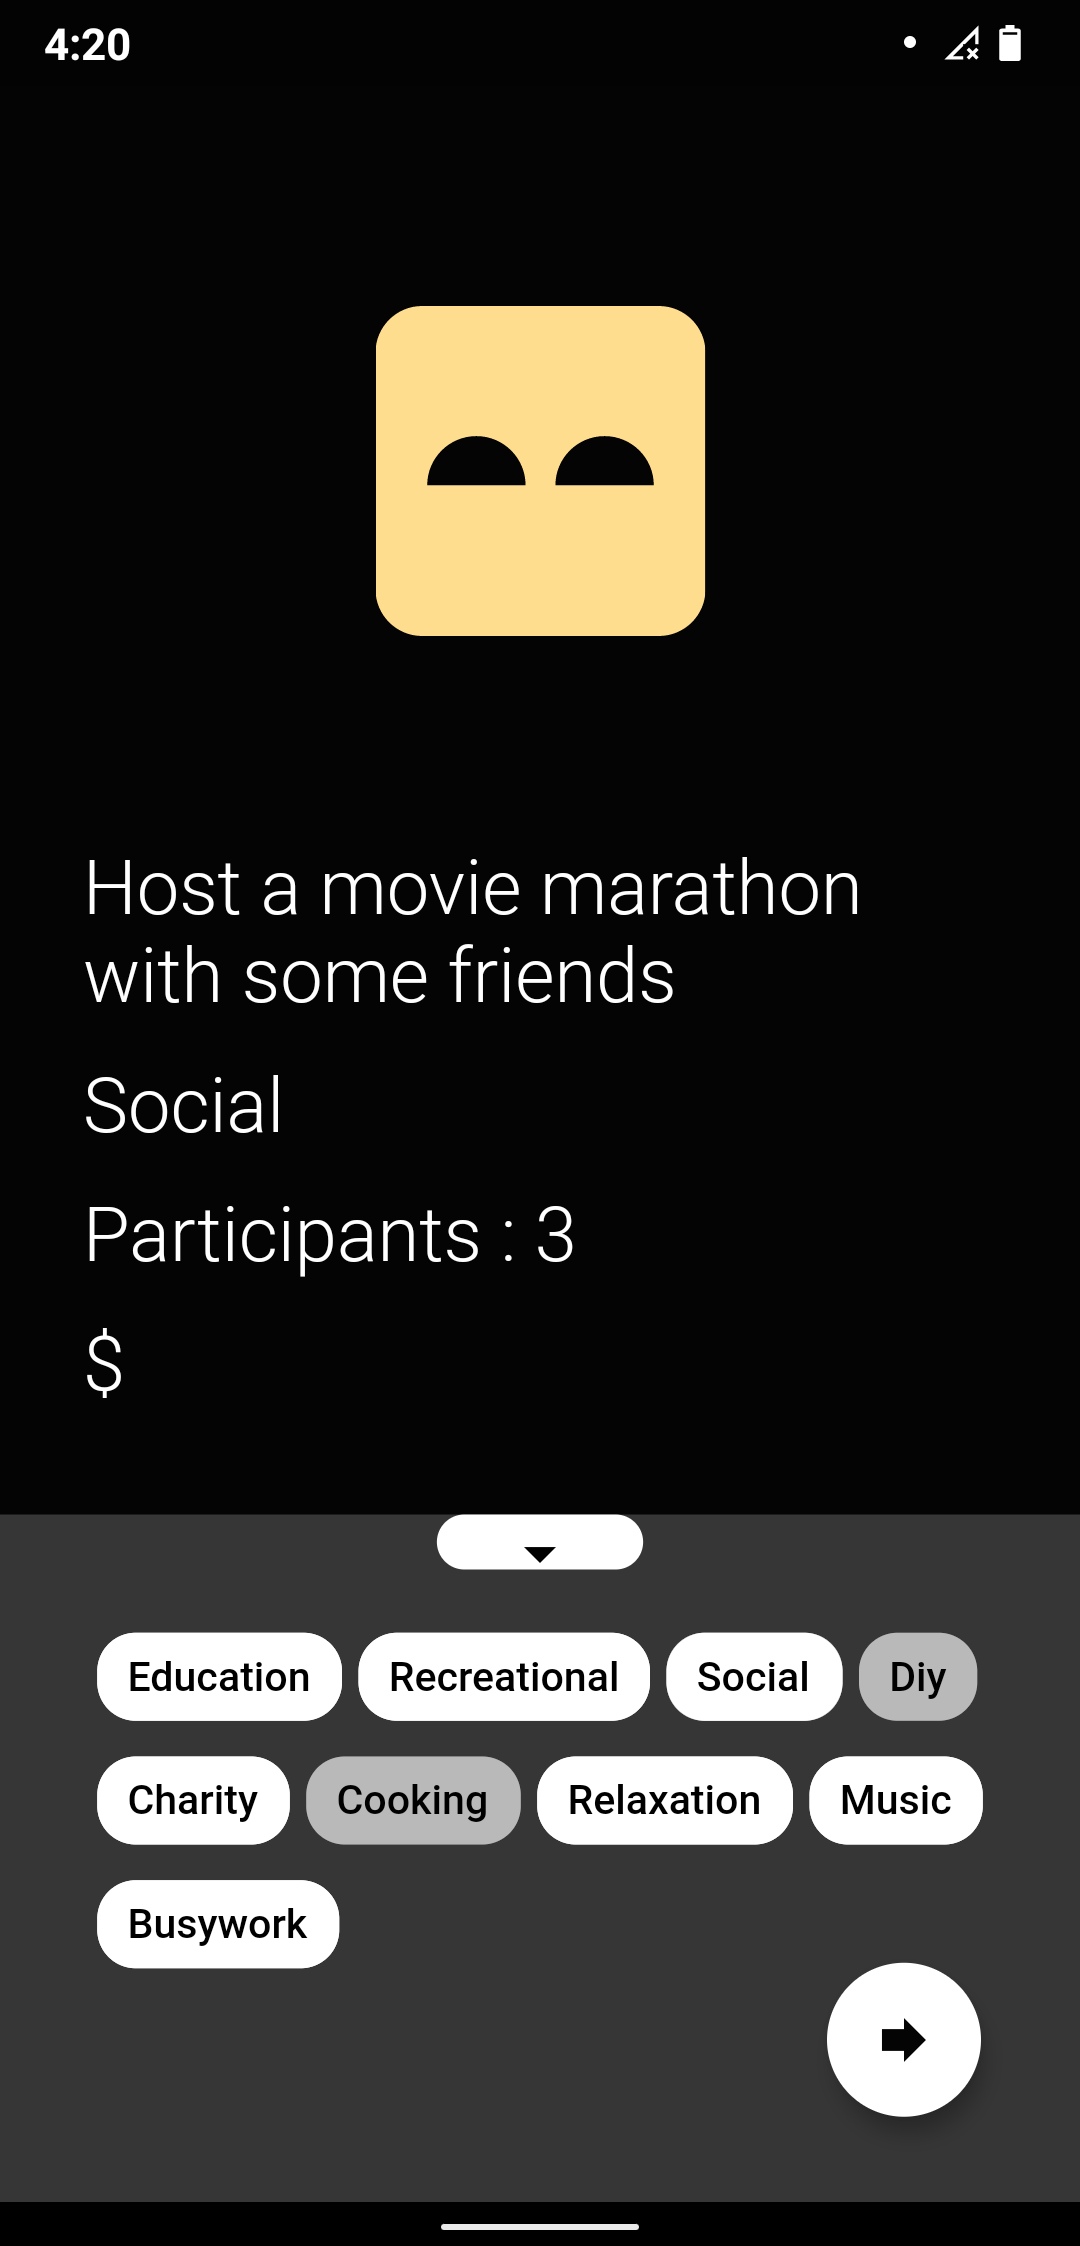 4:20
Host a movie marathon
with some friends
Social
Participants : 3
$
Education Recreational Social Diy
Charity Cooking Relaxation Music
Busywork